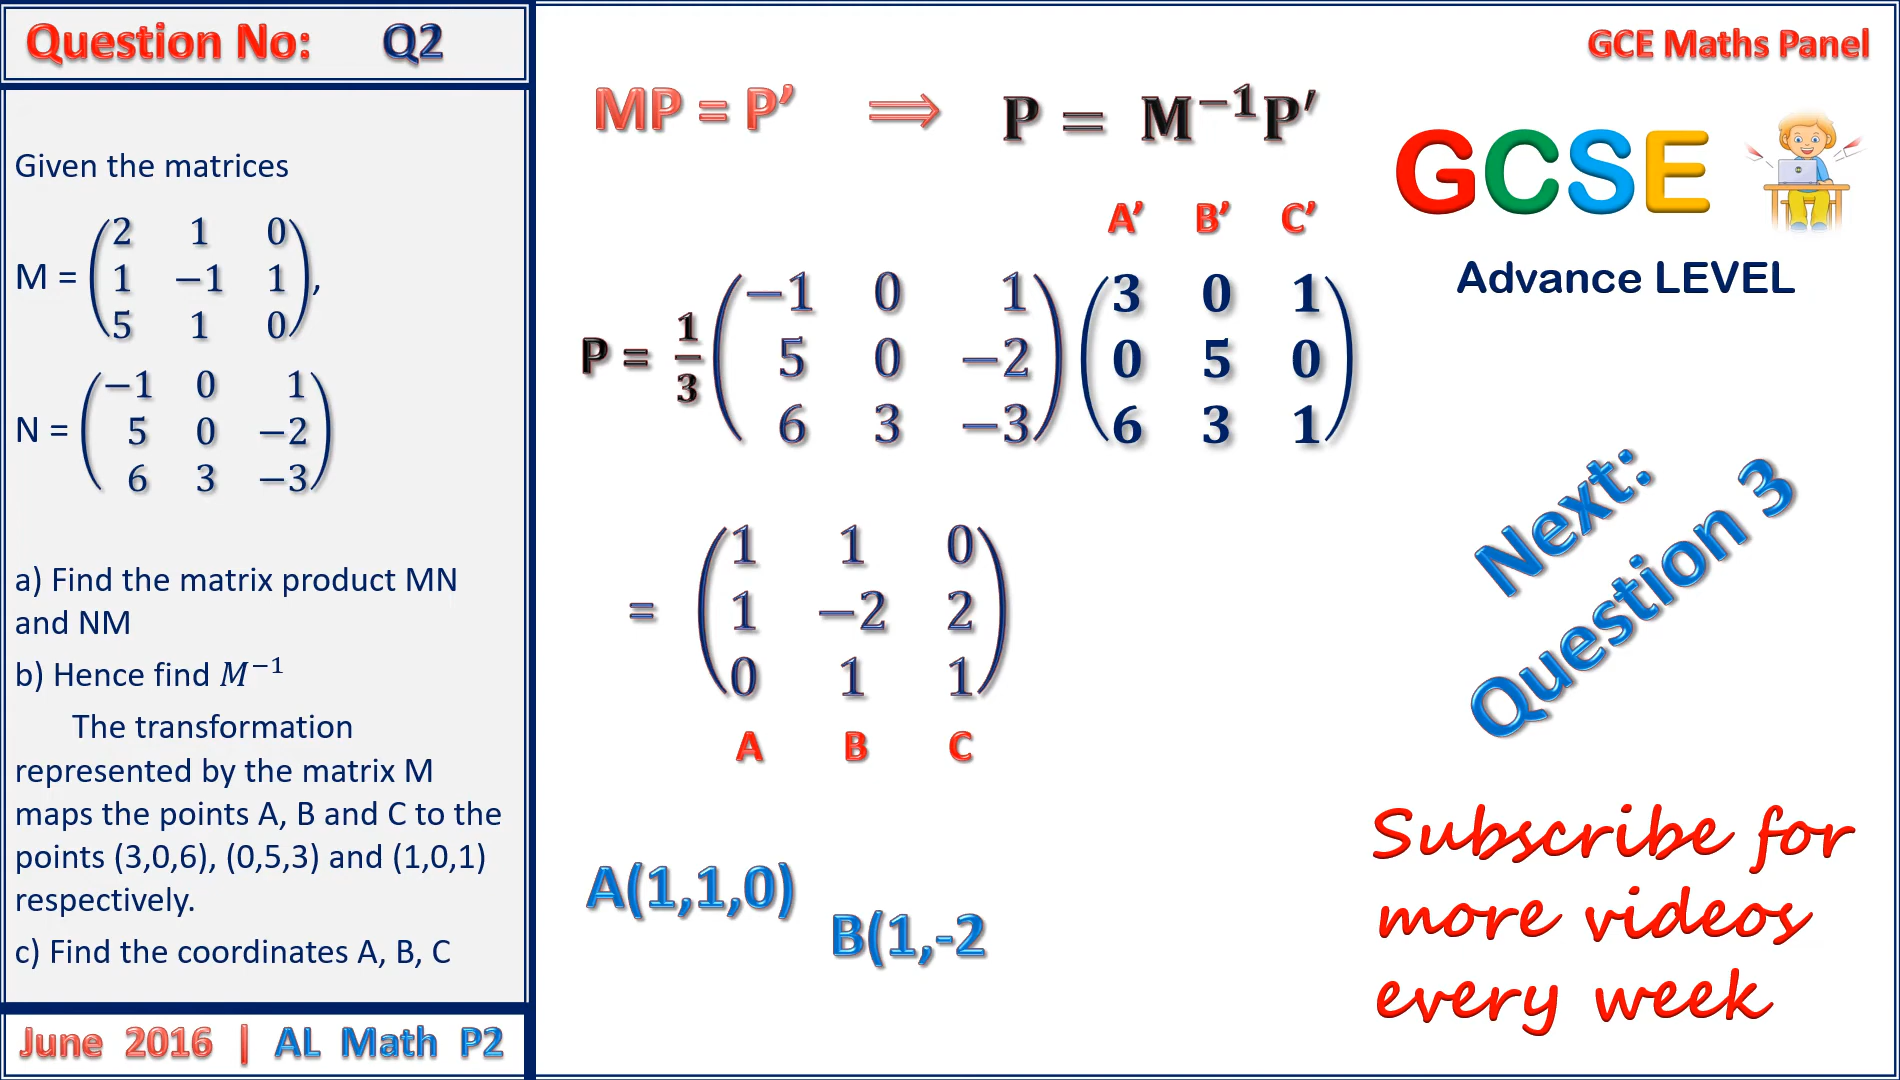 Question No: Q2
Given the matrices
M = (2 1 0
1 −1 1
5 1 0),
N = (−1 0 1
5 0 −2
6 3 −3)
a) Find the matrix product MN
and NM
b) Hence find M⁻¹
The transformation
represented by the matrix M
maps the points A, B and C to the
points (3,0,6), (0,5,3) and (1,0,1)
respectively.
c) Find the coordinates A, B, C
June 2016 | AL Math P2
MP = P’ ⟹ P = M⁻¹P′
A’ B’ C’
P = 1/3 (−1 0 1
5 0 −2
6 3 −3) (3 0 1
0 5 0
6 3 1)
= (1 1 0
1 −2 2
0 1 1)
A B C
A(1,1,0)
B(1,-2
GCE Maths Panel
GCSE
Advance LEVEL
Next:
Question 3
Subscribe for
more videos
every week